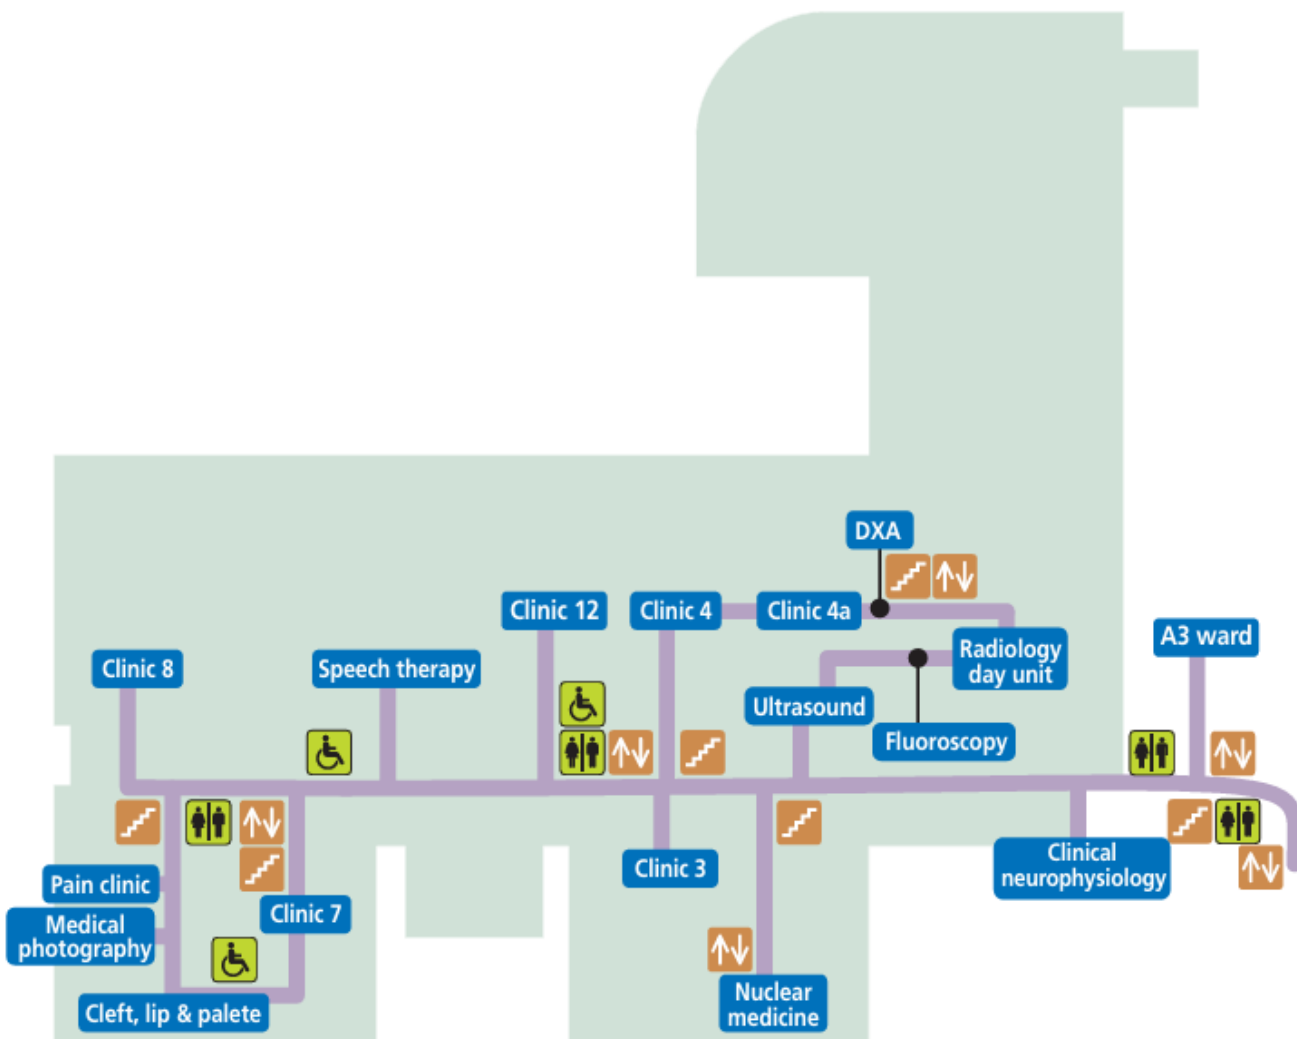 DXA
Clinic 12
Clinic 4
Clinic 4a
A3 ward
Clinic 8
Speech therapy
Radiology
day unit
Ultrasound
Fluoroscopy
Clinic 3
Clinical
neurophysiology
Pain clinic
Medical
photography
Clinic 7
Cleft, lip & palete
Nuclear
medicine